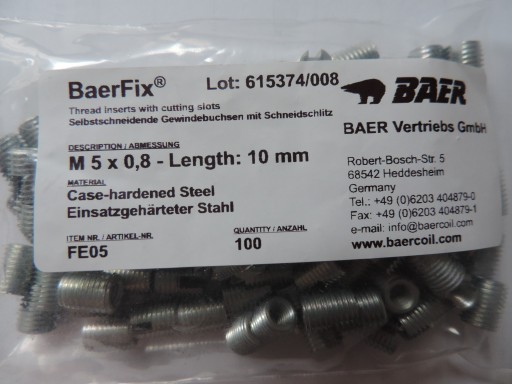 BaerFix®
Lot: 615374/008
BAER
Thread inserts with cutting slots
Selbstschneidende Gewindebuchsen mit Schneidschlitz
BAER Vertriebs GmbH
DESCRIPTION / ABMESSUNG
M 5 x 0,8 - Length: 10 mm
MATERIAL
Case-hardened Steel
Einsatzgehärteter Stahl
ITEM NR. / ARTIKEL-NR.
FE05
QUANTITY / ANZAHL
100
Robert-Bosch-Str. 5
68542 Heddesheim
Germany
Tel.: +49 (0)6203 404879-0
Fax: +49 (0)6203 404879-1
e-mail: info@baercoil.com
www.baercoil.com